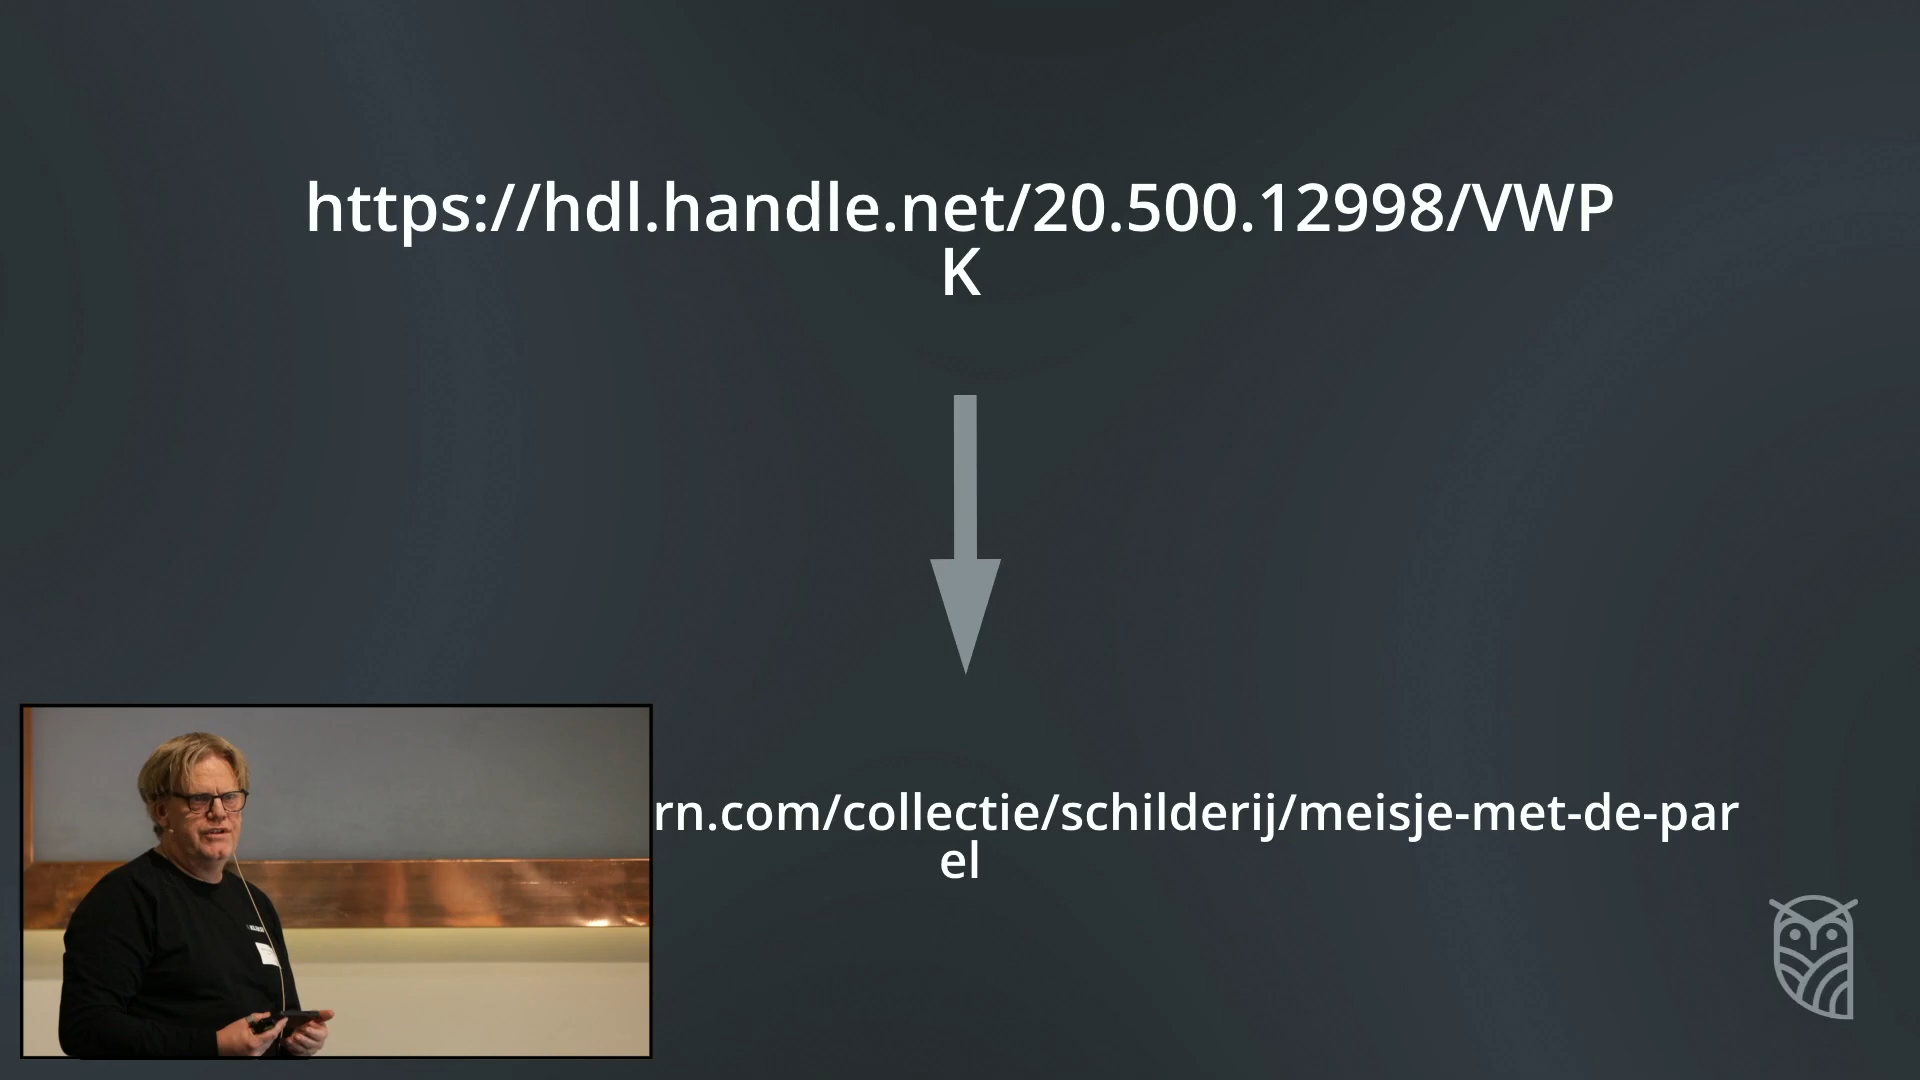 https://hdl.handle.net/20.500.12998/VWP
K
rn.com/collectie/schilderij/meisje-met-de-par
el